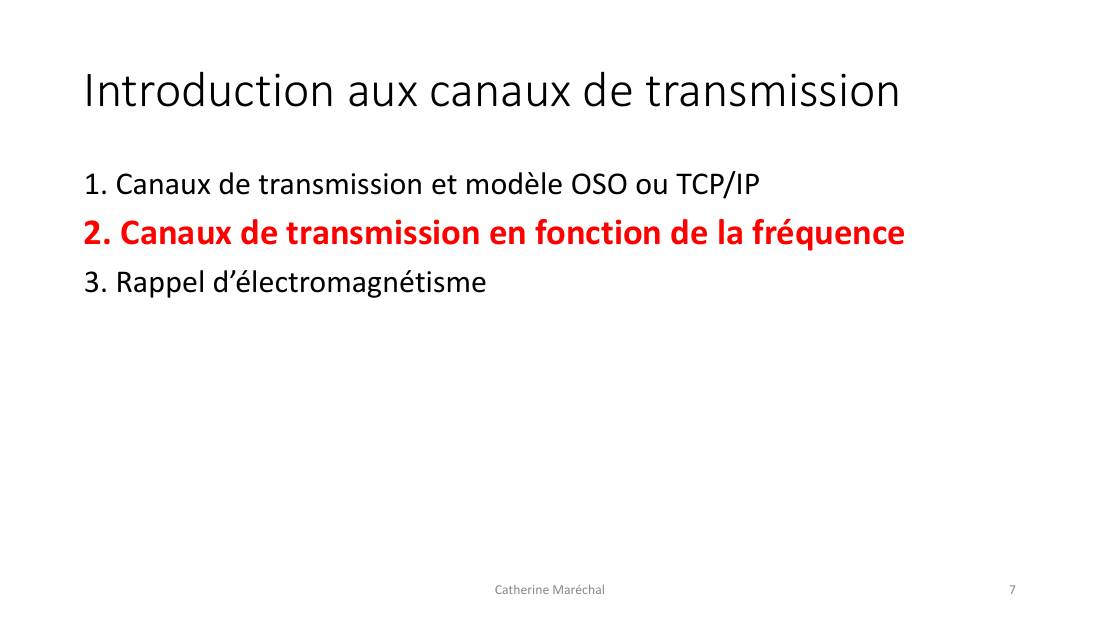 Introduction aux canaux de transmission
1. Canaux de transmission et modèle OSO ou TCP/IP
2. Canaux de transmission en fonction de la fréquence
3. Rappel d’électromagnétisme
Catherine Maréchal
7